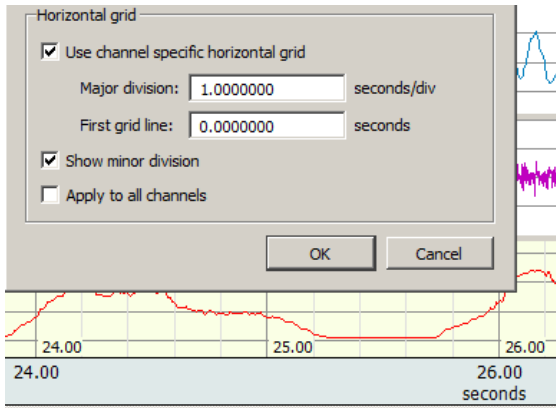 Horizontal grid
Use channel specific horizontal grid
Major division: 1.0000000 seconds/div
First grid line: 0.0000000 seconds
Show minor division
Apply to all channels
OK Cancel
24.00 25.00 26.00
24.00 26.00
seconds